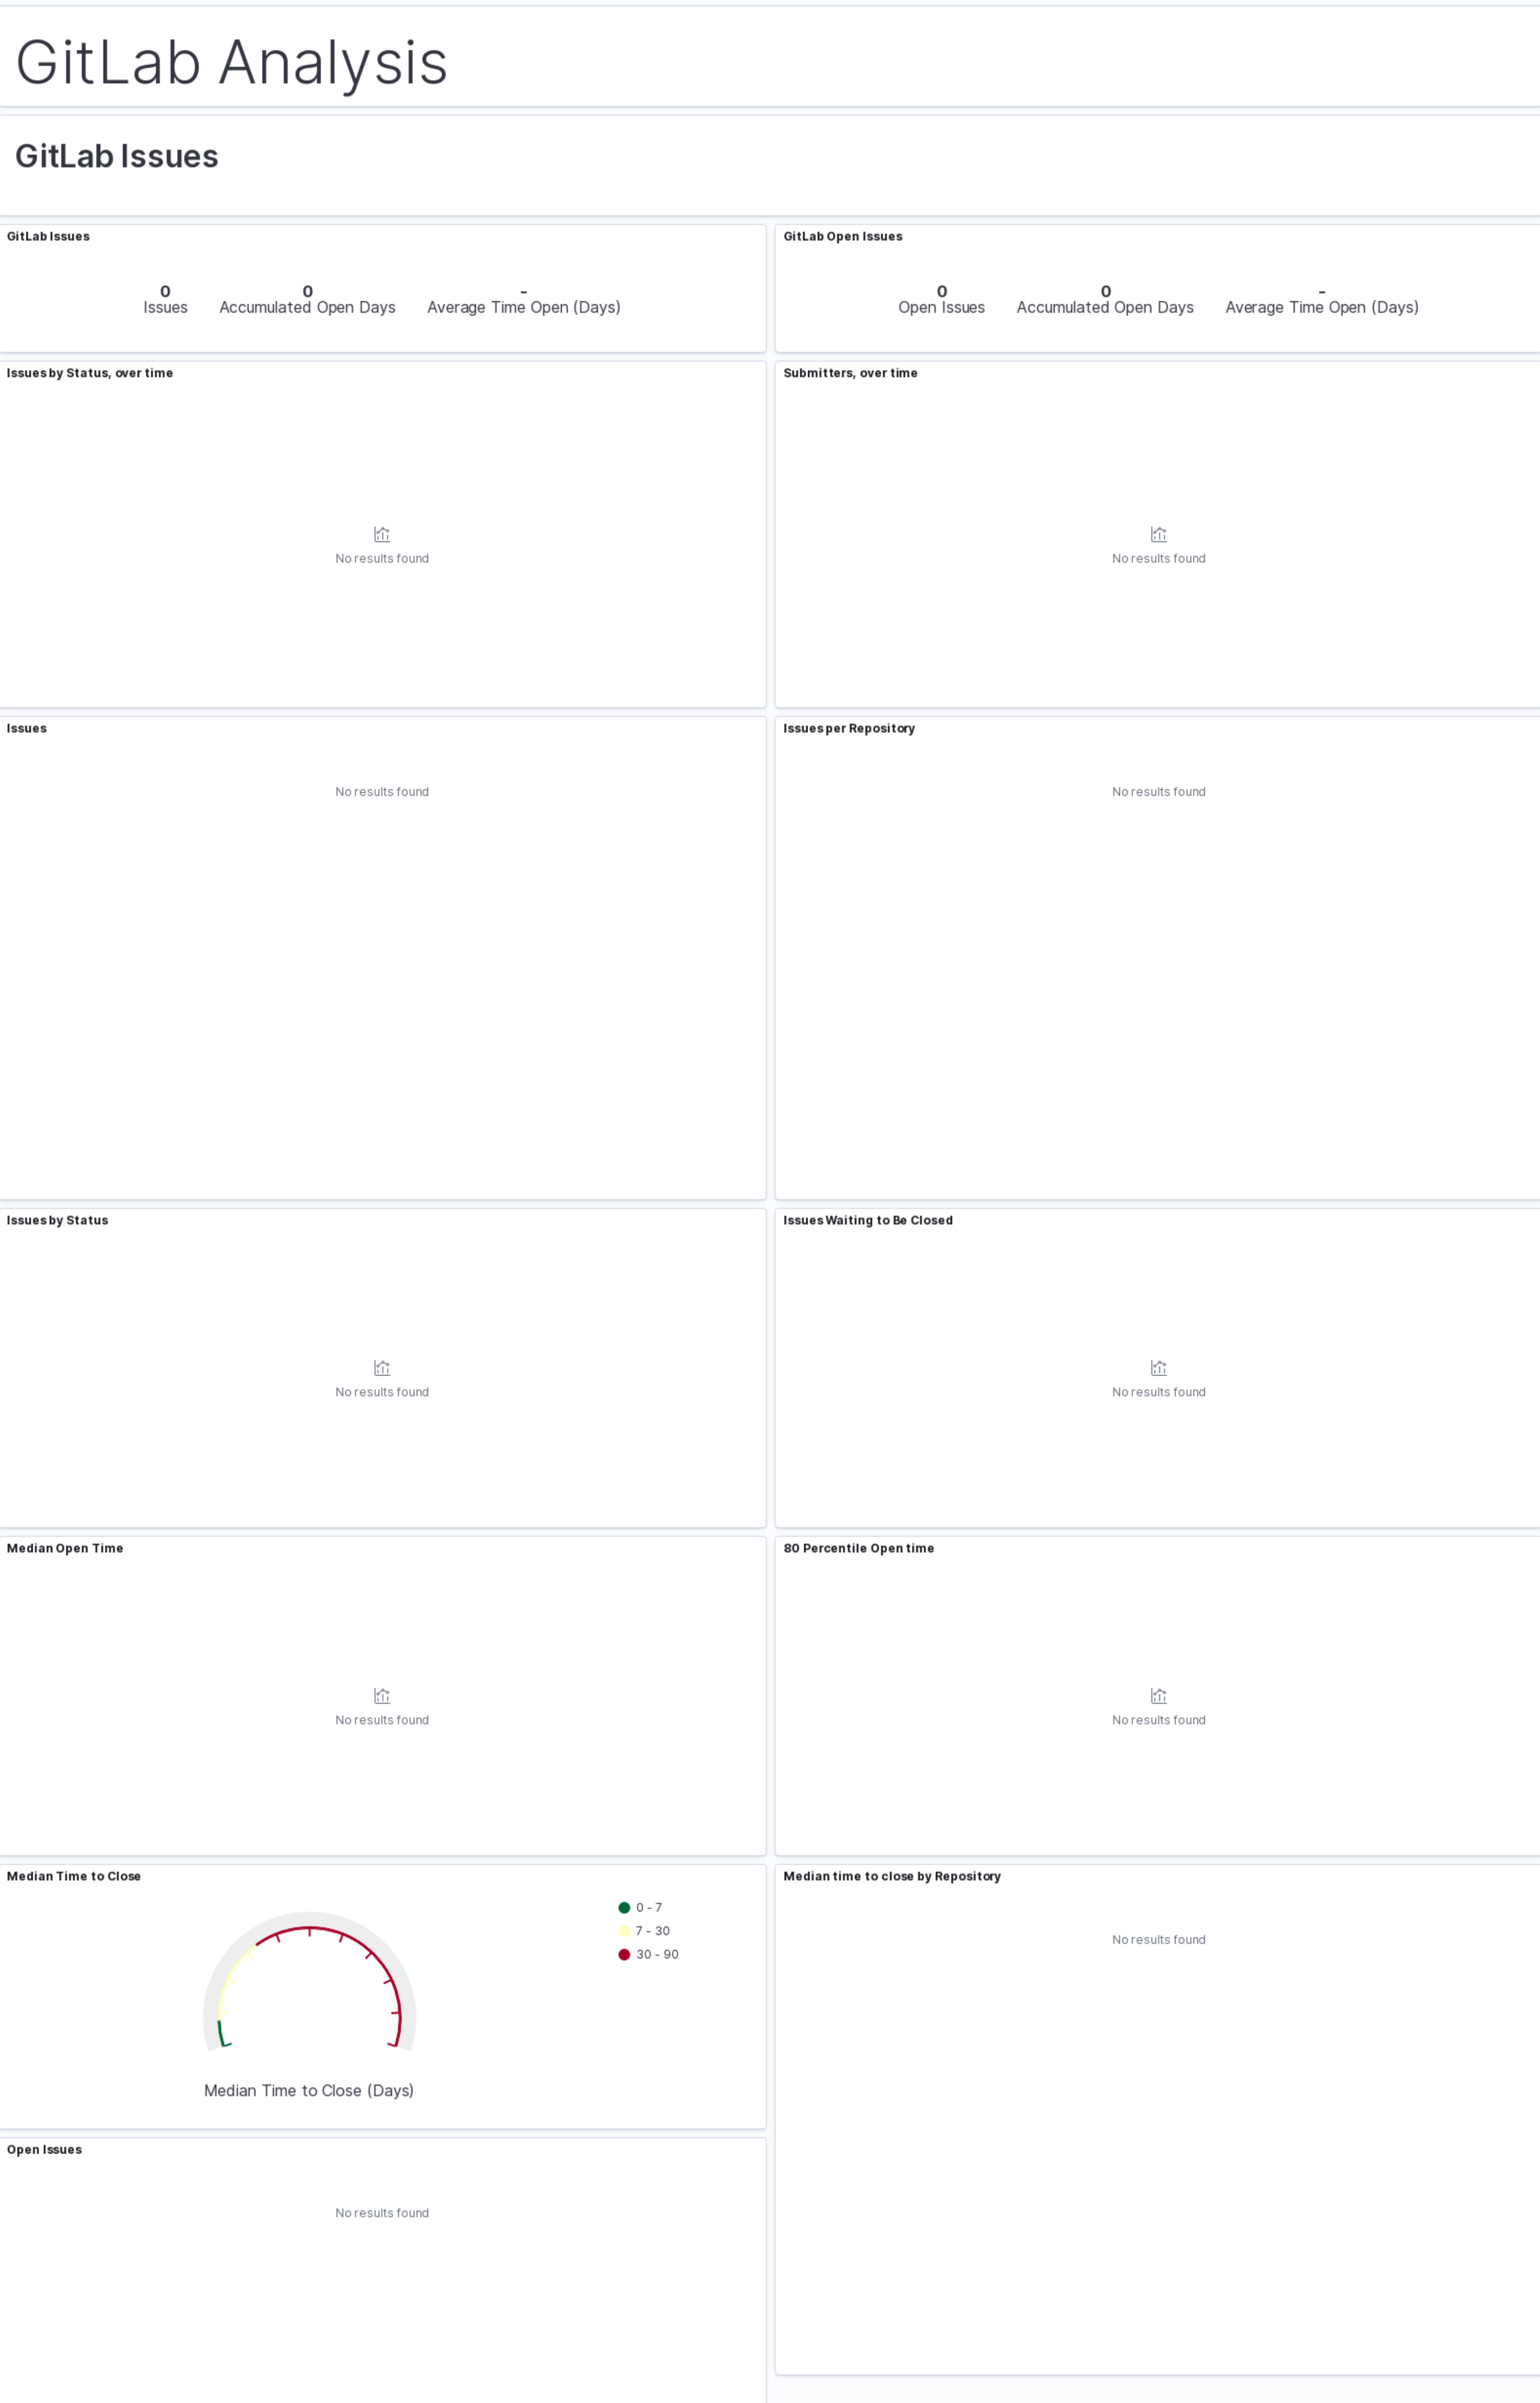 GitLab Analysis
GitLab Issues
GitLab Issues
0
Issues
0
Accumulated Open Days
-
Average Time Open (Days)
GitLab Open Issues
0
Open Issues
0
Accumulated Open Days
-
Average Time Open (Days)
Issues by Status, over time
No results found
Submitters, over time
No results found
Issues
No results found
Issues per Repository
No results found
Issues by Status
No results found
Issues Waiting to Be Closed
No results found
Median Open Time
No results found
80 Percentile Open time
No results found
Median Time to Close
0 - 7
7 - 30
30 - 90
Median Time to Close (Days)
Median time to close by Repository
No results found
Open Issues
No results found